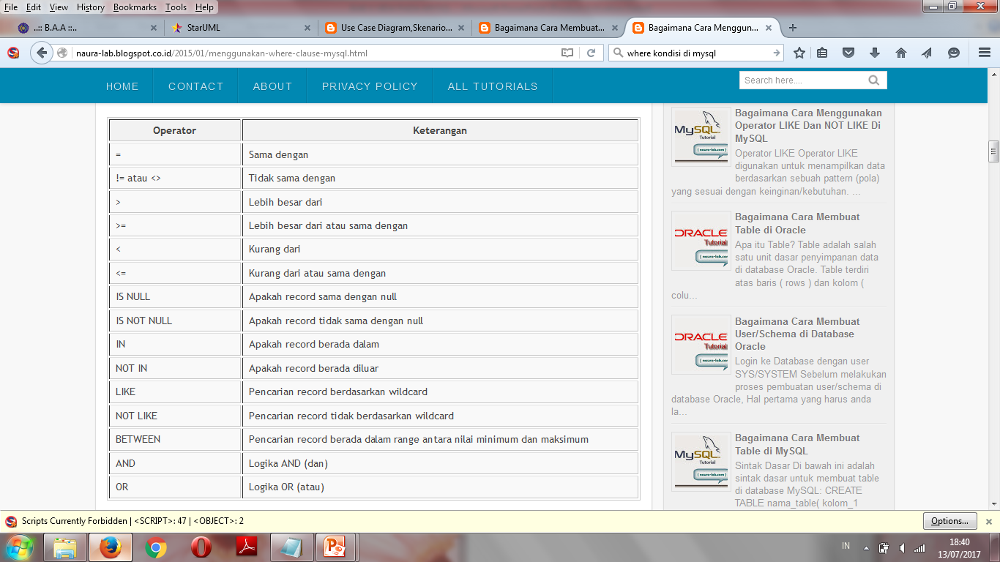 File Edit View History Bookmarks Tools Help
..:: B.A.A ::..
StarUML
Use Case Diagram,Skenario...
Bagaimana Cara Membuat...
Bagaimana Cara Menggun...
naura-lab.blogspot.co.id/2015/01/menggunakan-where-clause-mysql.html
where kondisi di mysql
HOME CONTACT ABOUT PRIVACY POLICY ALL TUTORIALS
Search here....
Operator Keterangan
= Sama dengan
!= atau <> Tidak sama dengan
> Lebih besar dari
>= Lebih besar dari atau sama dengan
< Kurang dari
<= Kurang dari atau sama dengan
IS NULL Apakah record sama dengan null
IS NOT NULL Apakah record tidak sama dengan null
IN Apakah record berada dalam
NOT IN Apakah record berada diluar
LIKE Pencarian record berdasarkan wildcard
NOT LIKE Pencarian record tidak berdasarkan wildcard
BETWEEN Pencarian record berada dalam range antara nilai minimum dan maksimum
AND Logika AND (dan)
OR Logika OR (atau)
MySQL
Tutorial
[ naura-lab.com
Bagaimana Cara Menggunakan
Operator LIKE Dan NOT LIKE Di
MySQL
Operator LIKE Operator LIKE
digunakan untuk menampilkan data
berdasarkan sebuah pattern (pola)
yang sesuai dengan keinginan/kebutuhan. ...
ORACLE
Tutorial
[ naura-lab.com
Bagaimana Cara Membuat
Table di Oracle
Apa itu Table? Table adalah salah
satu unit dasar penyimpanan data
di database Oracle. Table terdiri
atas baris ( rows ) dan kolom (
colu...
ORACLE
Tutorial
[ naura-lab.com
Bagaimana Cara Membuat
User/Schema di Database
Oracle
Login ke Database dengan user
SYS/SYSTEM Sebelum melakukan
proses pembuatan user/schema di
database Oracle, Hal pertama yang harus anda
la...
MySQL
Tutorial
[ naura-lab.com
Bagaimana Cara Membuat
Table di MySQL
Sintak Dasar Di bawah ini adalah
sintak dasar untuk membuat table
di database MySQL: CREATE
TABLE nama_table( kolom_1
Scripts Currently Forbidden | <SCRIPT>: 47 | <OBJECT>: 2
Options...
IN
18:40
13/07/2017